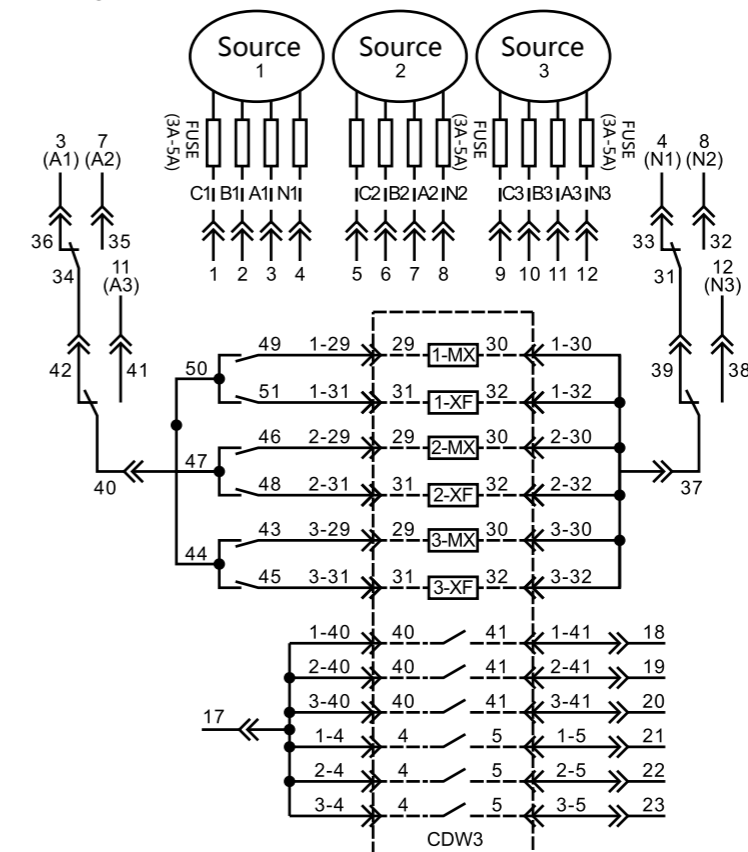 Source Source Source
1 2 3
FUSE (3A-5A) FUSE (3A-5A) FUSE (3A-5A)
3 7 4 8
(A1) (A2) (N1) (N2)
C1 B1 A1 N1 C2 B2 A2 N2 C3 B3 A3 N3
36 35 33 32
1 2 3 4 5 6 7 8 9 10 11 12
34 11 31 12
(A3) (N3)
49 1-29 29 1-MX 30 1-30
42 41 50 39 38
51 1-31 31 1-XF 32 1-32
46 2-29 29 2-MX 30 2-30
47
40 48 2-31 31 2-XF 32 2-32 37
43 3-29 29 3-MX 30 3-30
44
45 3-31 31 3-XF 32 3-32
1-40 40 41 1-41 18
2-40 40 41 2-41 19
3-40 40 41 3-41 20
17
1-4 4 5 1-5 21
2-4 4 5 2-5 22
3-4 4 5 3-5 23
CDW3